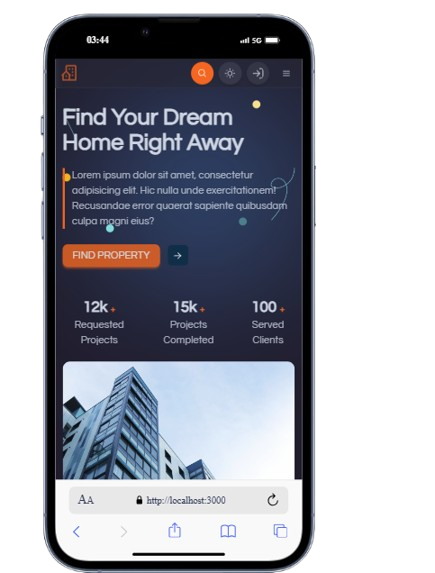 03:44
5G
Find Your Dream
Home Right Away
Lorem ipsum dolor sit amet, consectetur
adipisicing elit. Hic nulla unde exercitationem!
Recusandae error quaerat sapiente quibusdam
culpa magni eius?
FIND PROPERTY
12k +
15k +
100 +
Requested
Projects
Projects
Completed
Served
Clients
AA
http://localhost:3000